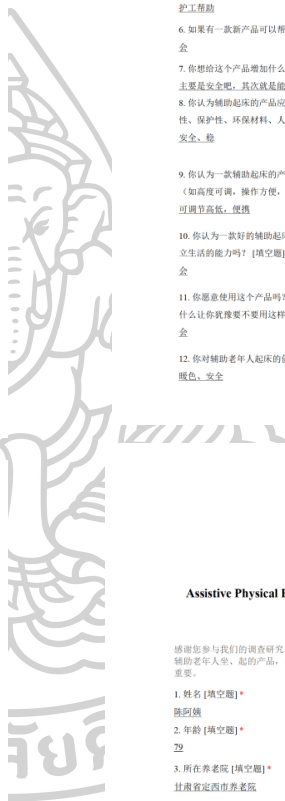 护工帮助
6. 如果有一款新产品可以帮
会
7. 你想给这个产品增加什么
主要是安全吧，其次就是能
8. 你认为辅助起床的产品应
性、保护性、环保材料、人
安全、稳
9. 你认为一款辅助起床的产
（如高度可调，操作方便，
可调节高低，便携
10. 你认为一款好的辅助起床
立生活的能力吗？ [填空题]
会
11. 你愿意使用这个产品吗？
什么让你犹豫要不要用这样
会
12. 你对辅助老年人起床的
暖色、安全
Assistive Physical
感谢您参与我们的调查研究
辅助老年人坐、起的产品，
重要。
1. 姓名 [填空题] *
陈阿姨
2. 年龄 [填空题] *
79
3. 所在养老院 [填空题] *
甘肃省定西市养老院